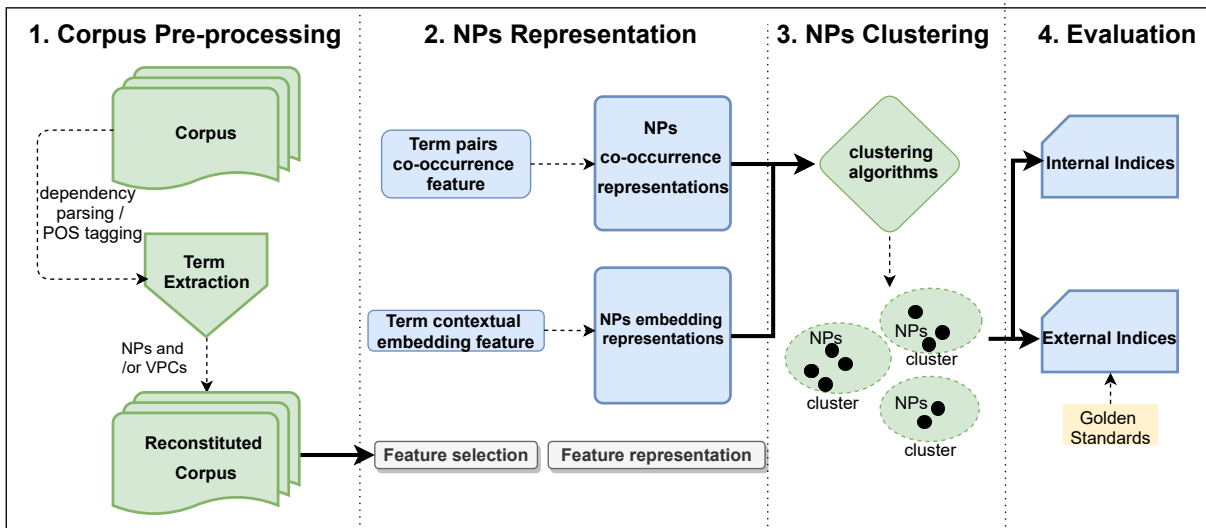 1. Corpus Pre-processing
Corpus
dependency
parsing /
POS tagging
Term
Extraction
NPs and
/or VPCs
Reconstituted
Corpus
2. NPs Representation
Term pairs
co-occurrence
feature
NPs
co-occurrence
representations
Term contextual
embedding feature
NPs embedding
representations
Feature selection
Feature representation
3. NPs Clustering
clustering
algorithms
NPs
cluster
NPs
cluster
NPs
cluster
4. Evaluation
Internal Indices
External Indices
Golden
Standards